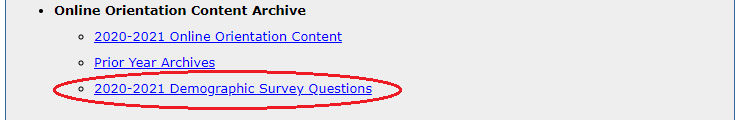 Online Orientation Content Archive
2020-2021 Online Orientation Content
Prior Year Archives
2020-2021 Demographic Survey Questions